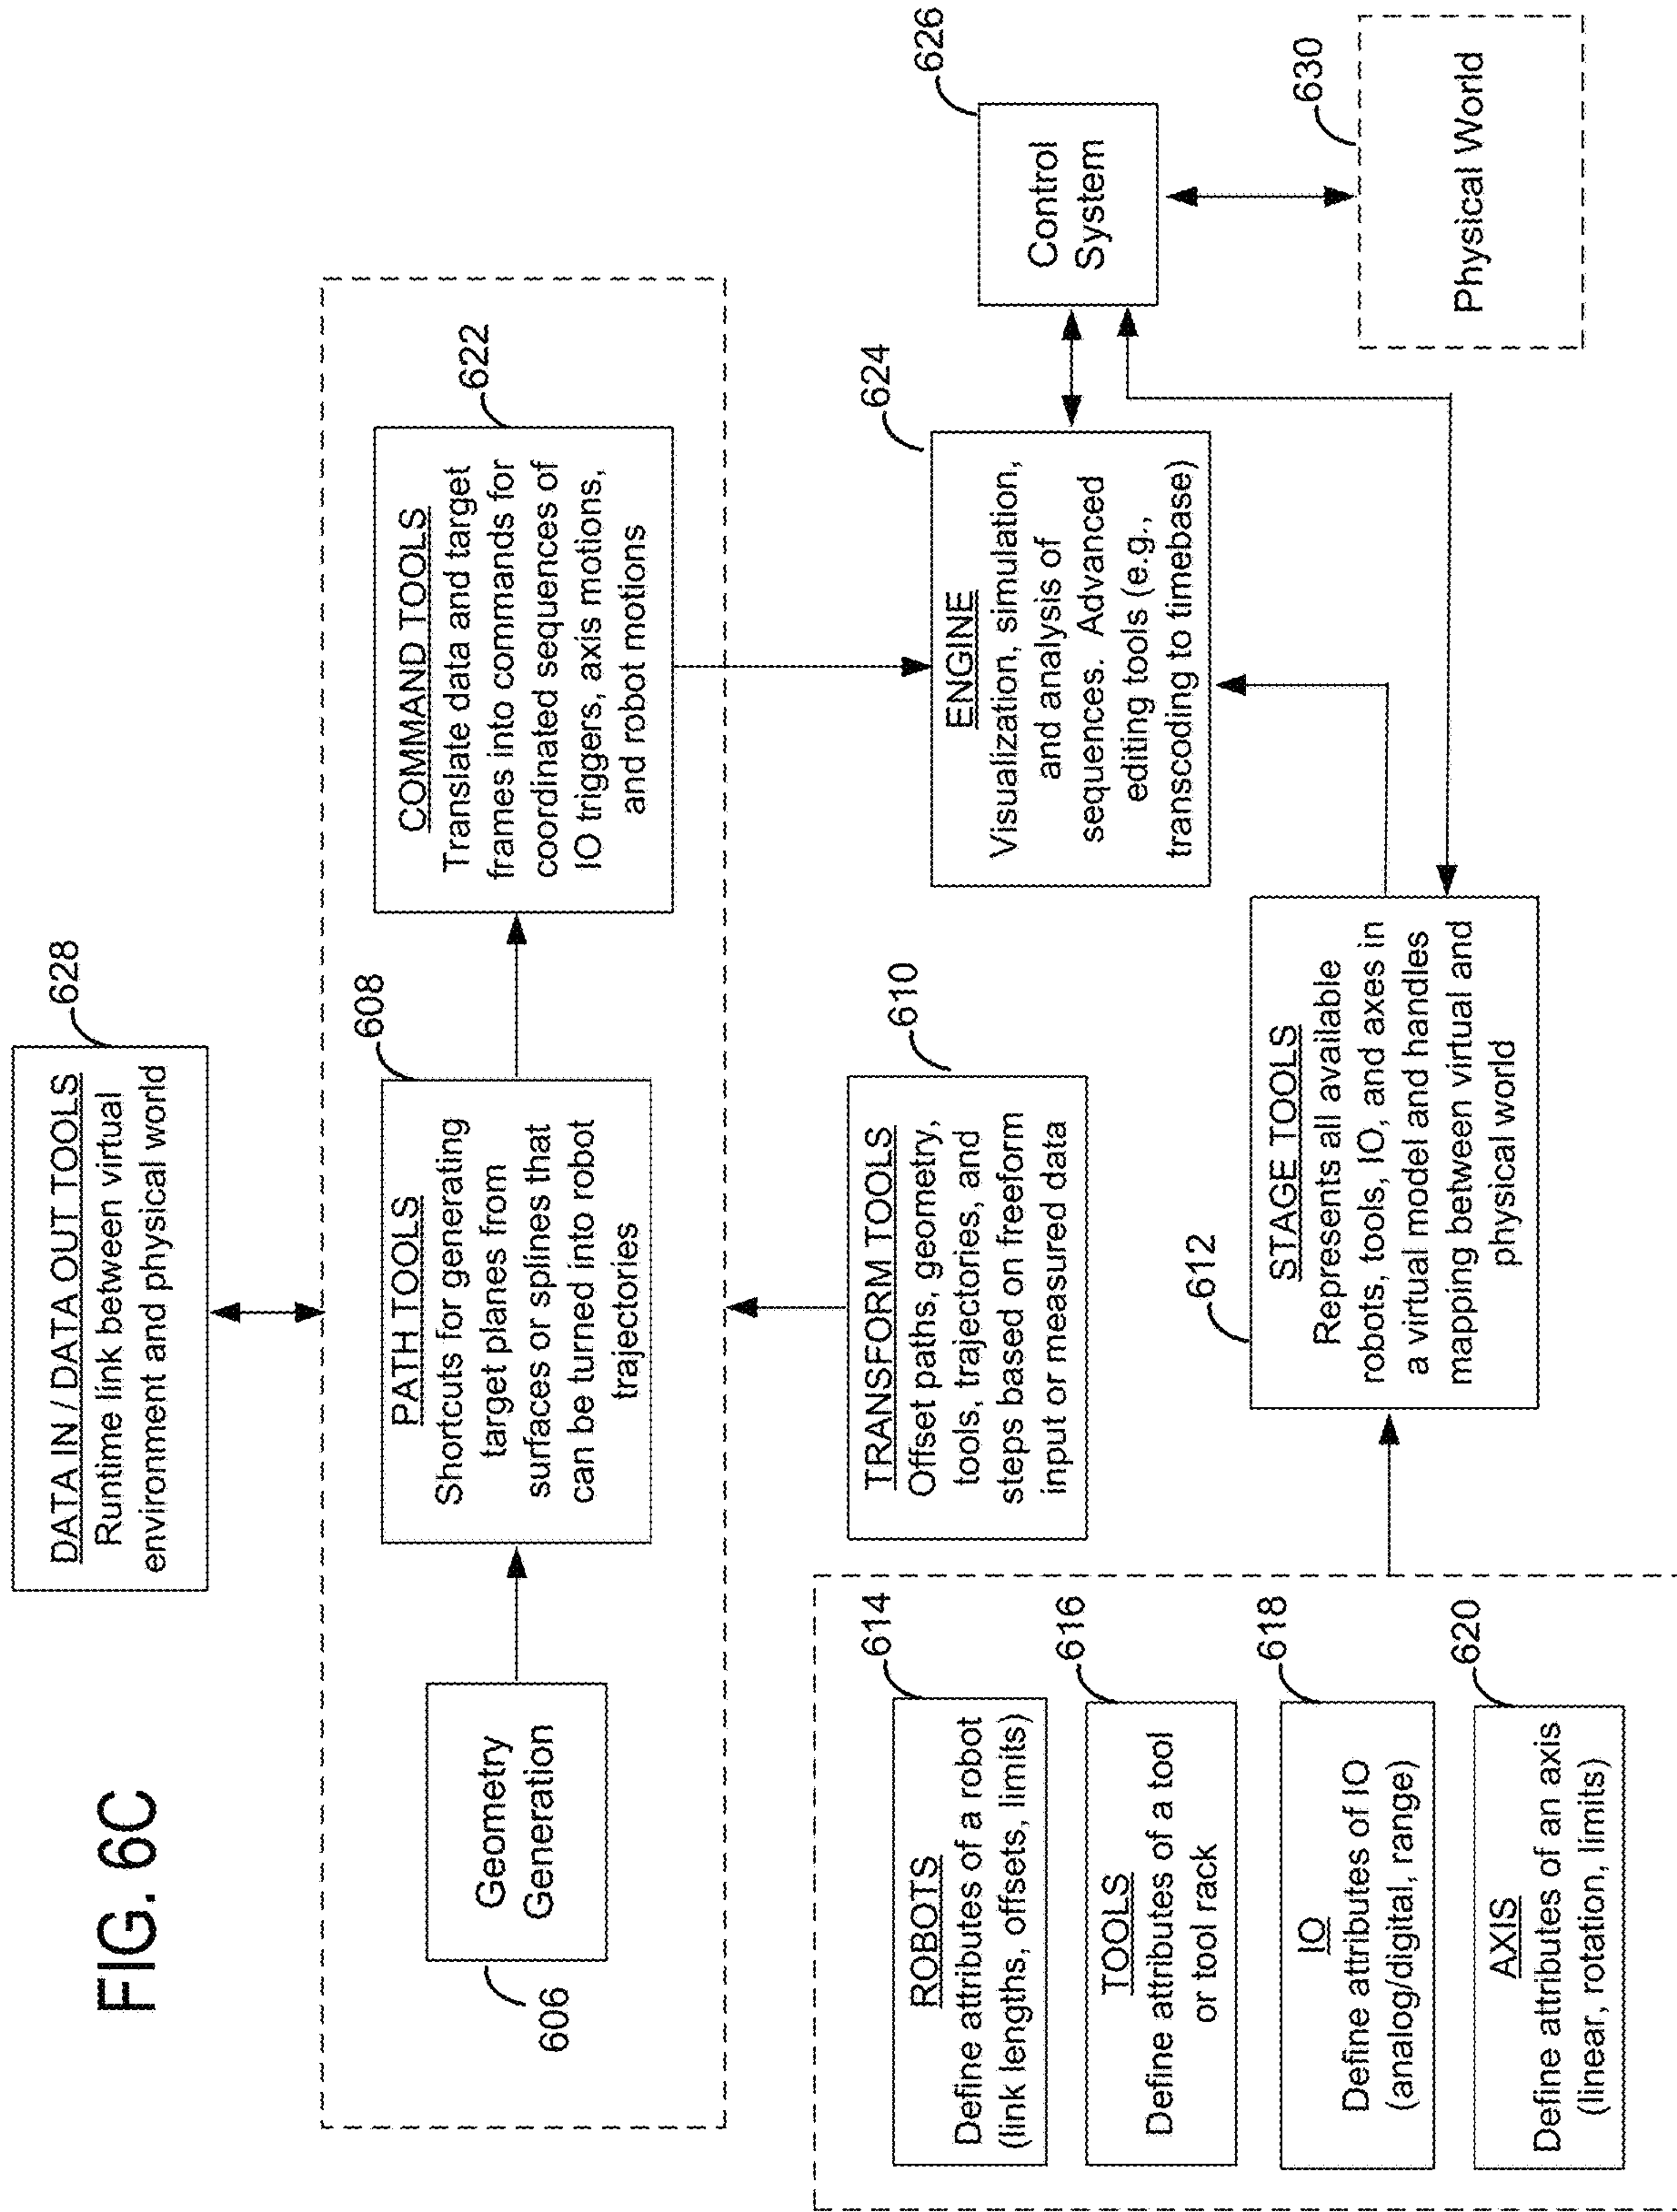 FIG. 6C
DATA IN / DATA OUT TOOLS
Runtime link between virtual
environment and physical world
628
Geometry
Generation
606
PATH TOOLS
Shortcuts for generating
target planes from
surfaces or splines that
can be turned into robot
trajectories
608
COMMAND TOOLS
Translate data and target
frames into commands for
coordinated sequences of
IO triggers, axis motions,
and robot motions
622
TRANSFORM TOOLS
Offset paths, geometry,
tools, trajectories, and
steps based on freeform
input or measured data
610
ENGINE
Visualization, simulation,
and analysis of
sequences. Advanced
editing tools (e.g.,
transcoding to timebase)
624
Control
System
626
ROBOTS
Define attributes of a robot
(link lengths, offsets, limits)
614
TOOLS
Define attributes of a tool
or tool rack
616
IO
Define attributes of IO
(analog/digital, range)
618
AXIS
Define attributes of an axis
(linear, rotation, limits)
620
STAGE TOOLS
Represents all available
robots, tools, IO, and axes in
a virtual model and handles
mapping between virtual and
physical world
612
Physical World
630